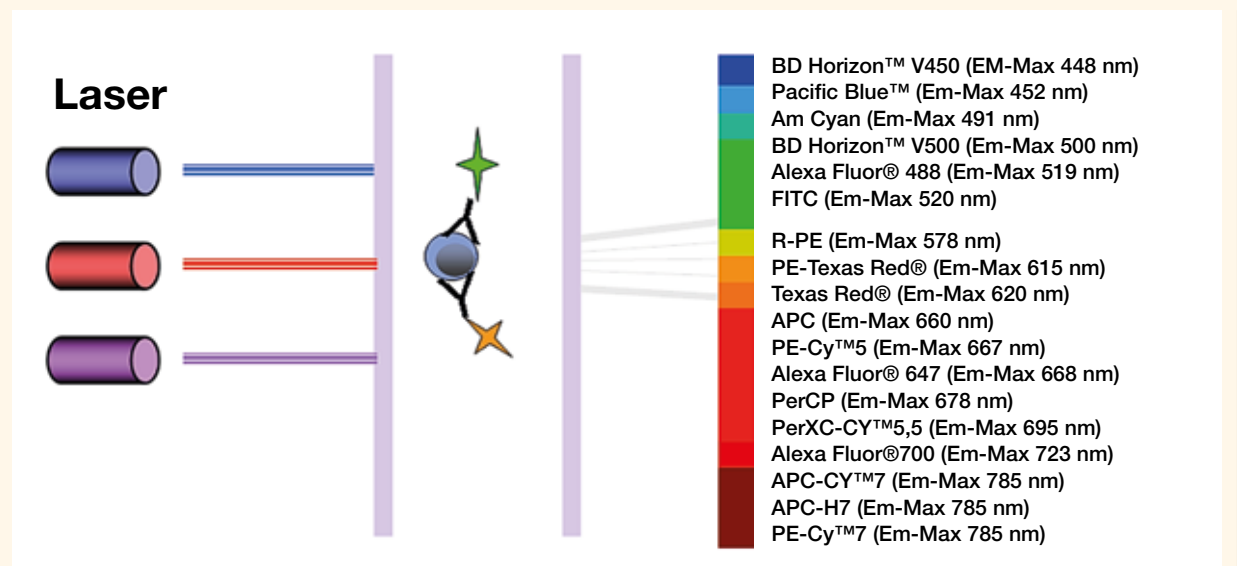 Laser
BD Horizon™ V450 (EM-Max 448 nm)
Pacific Blue™ (Em-Max 452 nm)
Am Cyan (Em-Max 491 nm)
BD Horizon™ V500 (Em-Max 500 nm)
Alexa Fluor® 488 (Em-Max 519 nm)
FITC (Em-Max 520 nm)
R-PE (Em-Max 578 nm)
PE-Texas Red® (Em-Max 615 nm)
Texas Red® (Em-Max 620 nm)
APC (Em-Max 660 nm)
PE-Cy™5 (Em-Max 667 nm)
Alexa Fluor® 647 (Em-Max 668 nm)
PerCP (Em-Max 678 nm)
PerXC-CY™5,5 (Em-Max 695 nm)
Alexa Fluor®700 (Em-Max 723 nm)
APC-CY™7 (Em-Max 785 nm)
APC-H7 (Em-Max 785 nm)
PE-Cy™7 (Em-Max 785 nm)